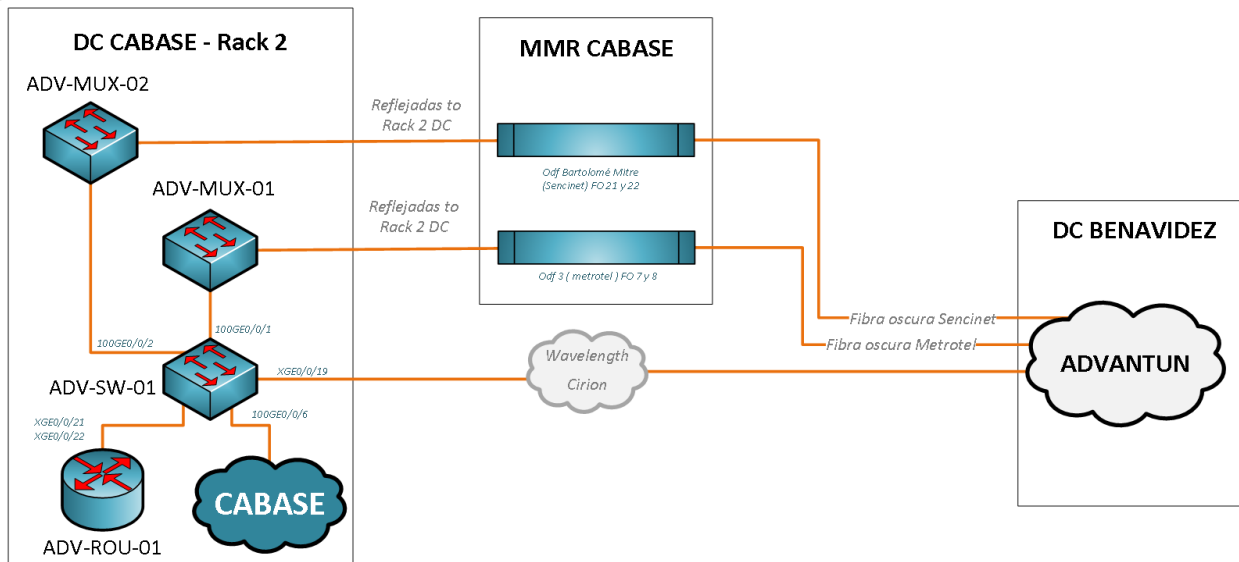 DC CABASE - Rack 2
ADV-MUX-02
ADV-MUX-01
100GE0/0/1
100GE0/0/2
ADV-SW-01
XGE0/0/19
100GE0/0/6
XGE0/0/21
XGE0/0/22
CABASE
ADV-ROU-01
Reflejadas to
Rack 2 DC
Reflejadas to
Rack 2 DC
MMR CABASE
Odf Bartolomé Mitre
(Sencinet) FO 21 y 22
Odf 3 ( metrotel ) FO 7 y 8
Wavelength
Cirion
Fibra oscura Sencinet
Fibra oscura Metrotel
DC BENAVIDEZ
ADVANTUN